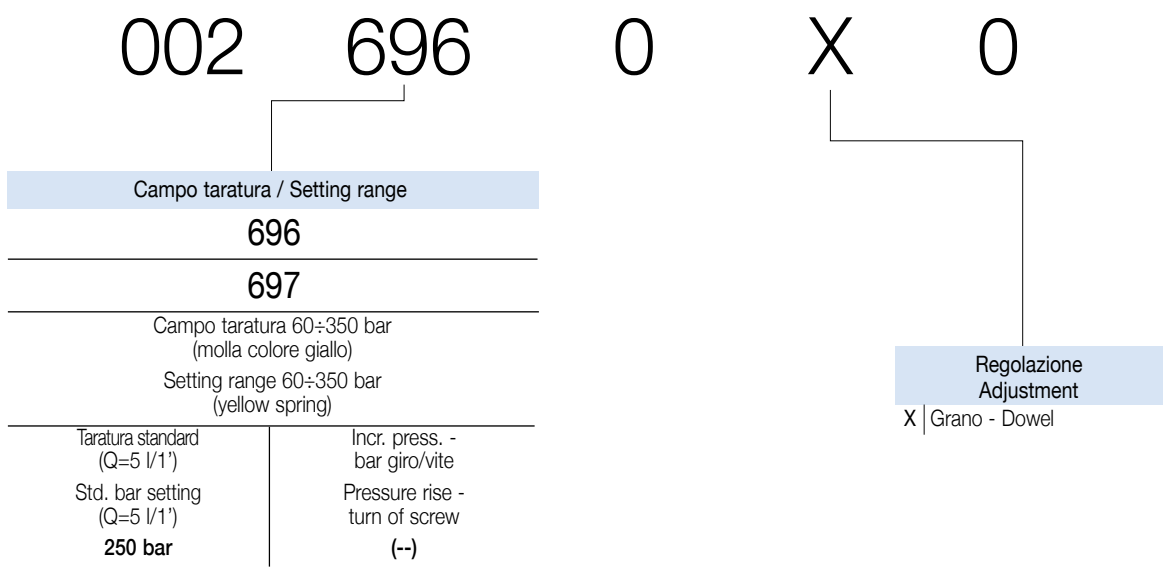 002 696 0 X 0
Campo taratura / Setting range
696
697
Campo taratura 60÷350 bar
(molla colore giallo)
Setting range 60÷350 bar
(yellow spring)
Taratura standard
(Q=5 l/1')
Std. bar setting
(Q=5 l/1')
250 bar
Incr. press. -
bar giro/vite
Pressure rise -
turn of screw
(--)
Regolazione
Adjustment
X Grano - Dowel